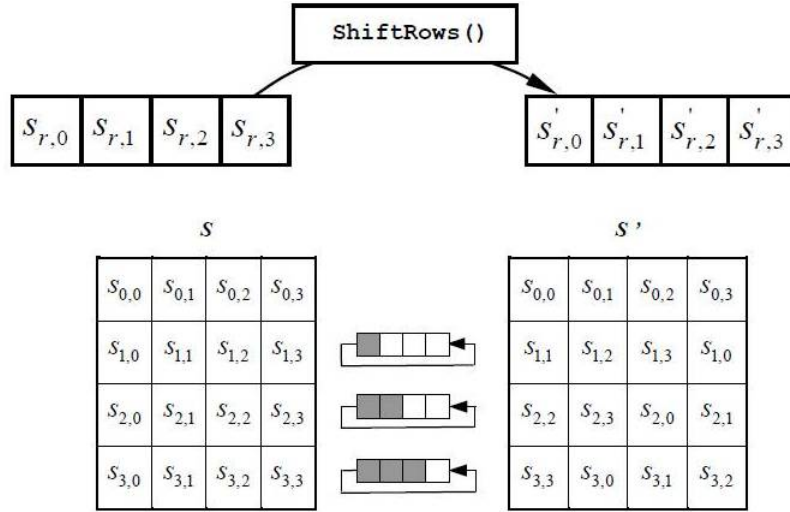 ShiftRows()
S_{r,0} S_{r,1} S_{r,2} S_{r,3} S'_{r,0} S'_{r,1} S'_{r,2} S'_{r,3}
S S'
S_{0,0} S_{0,1} S_{0,2} S_{0,3} S_{0,0} S_{0,1} S_{0,2} S_{0,3}
S_{1,0} S_{1,1} S_{1,2} S_{1,3} S_{1,1} S_{1,2} S_{1,3} S_{1,0}
S_{2,0} S_{2,1} S_{2,2} S_{2,3} S_{2,2} S_{2,3} S_{2,0} S_{2,1}
S_{3,0} S_{3,1} S_{3,2} S_{3,3} S_{3,3} S_{3,0} S_{3,1} S_{3,2}